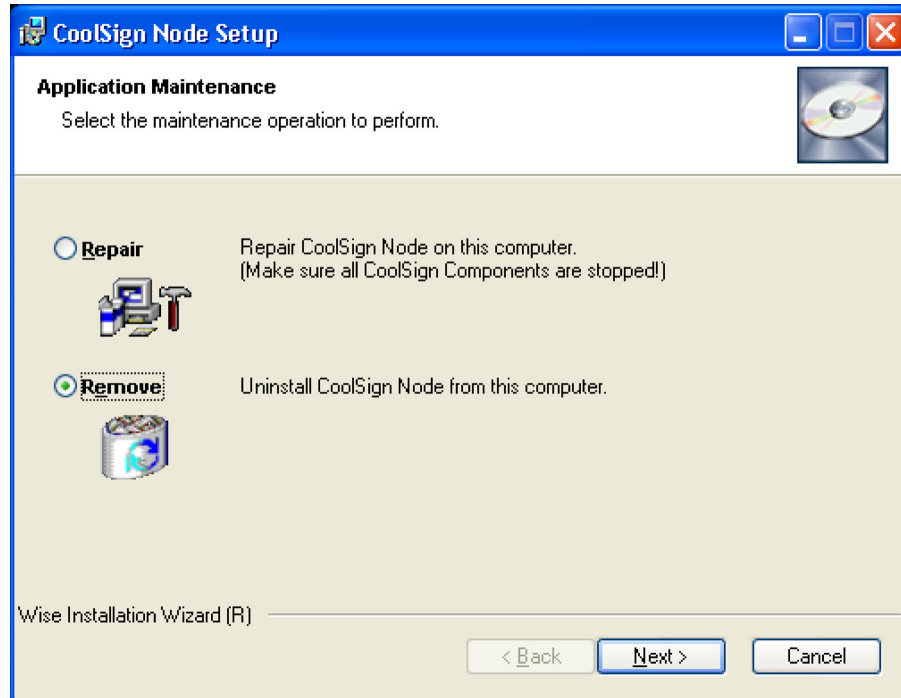 CoolSign Node Setup
Application Maintenance
Select the maintenance operation to perform.
Repair
Repair CoolSign Node on this computer.
(Make sure all CoolSign Components are stopped!)
Remove
Uninstall CoolSign Node from this computer.
Wise Installation Wizard (R)
< Back
Next >
Cancel